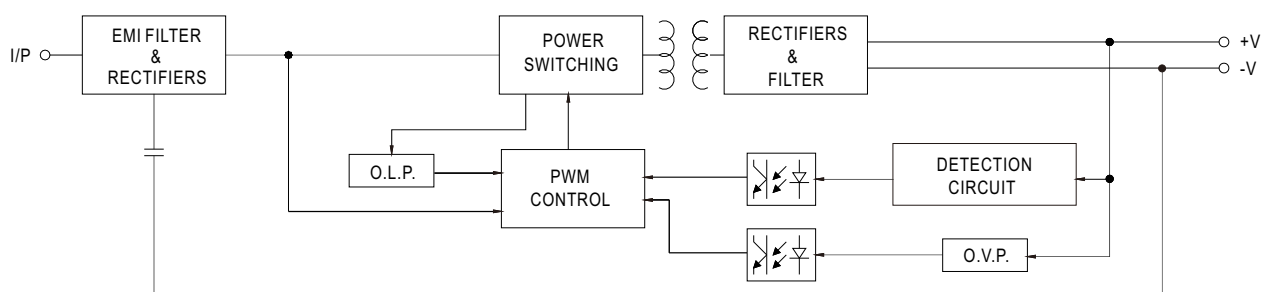 I/P
EMI FILTER
&
RECTIFIERS
POWER
SWITCHING
RECTIFIERS
&
FILTER
+V
-V
O.L.P.
PWM
CONTROL
DETECTION
CIRCUIT
O.V.P.